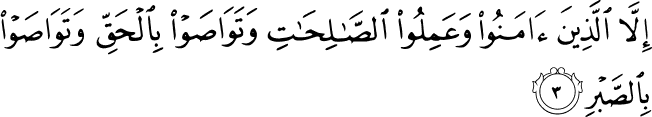 إِلَّا ٱلَّذِينَ ءَامَنُوا۟ وَعَمِلُوا۟ ٱلصَّـٰلِحَـٰتِ وَتَوَاصَوْا۟ بِٱلْحَقِّ وَتَوَاصَوْا۟
بِٱلصَّبْرِ ٣